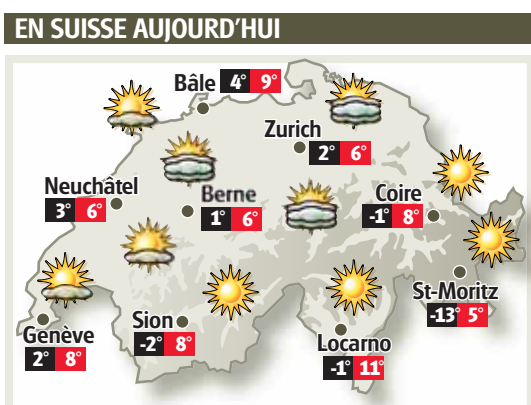 EN SUISSE AUJOURD'HUI
Bâle 4° 9°
Zurich
2° 6°
Neuchâtel
3° 6°
Berne
1° 6°
Coire
-1° 8°
St-Moritz
-13° 5°
Genève
2° 8°
Sion
-2° 8°
Locarno
-1° 11°